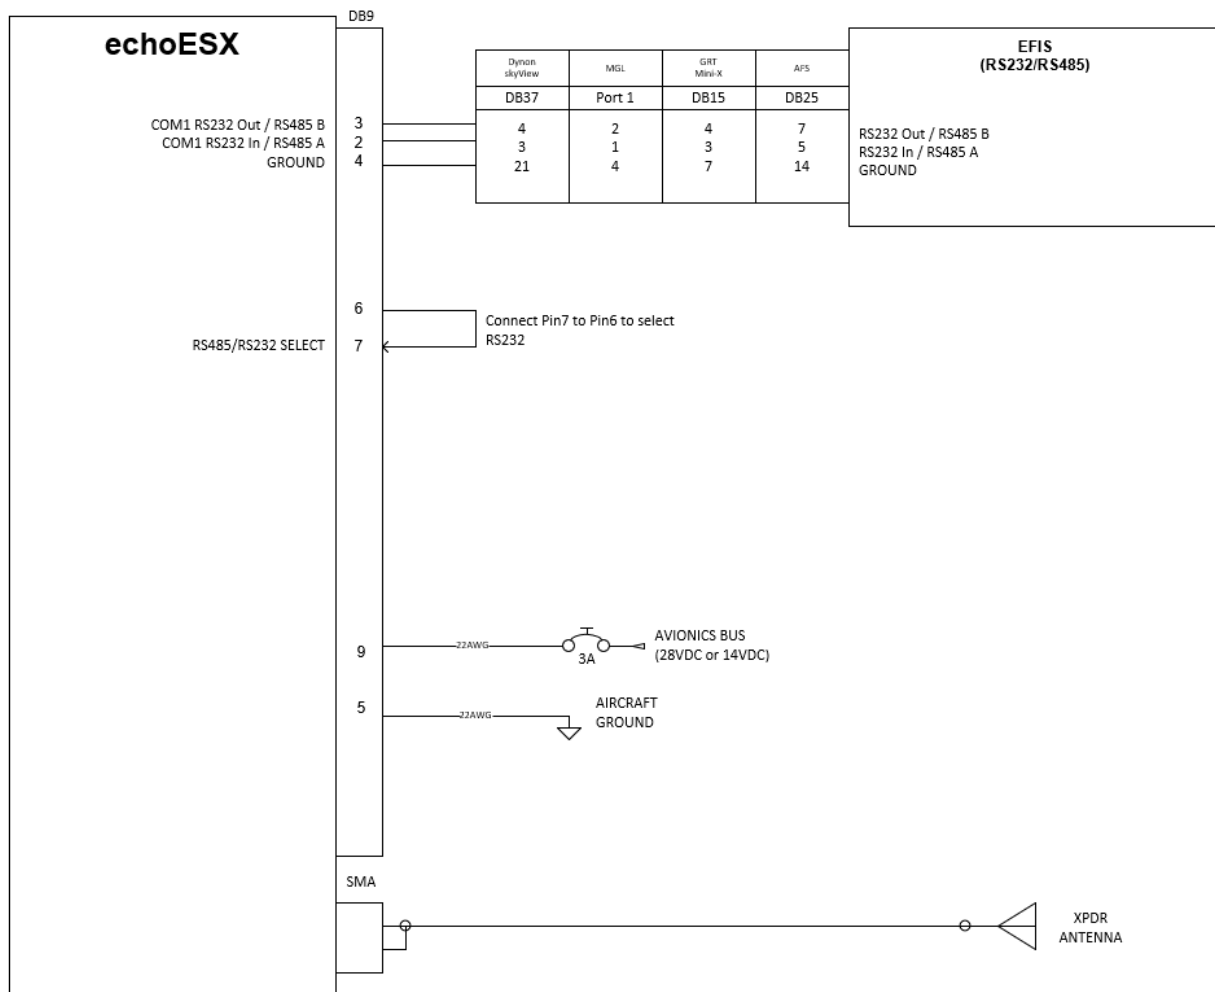 DB9
echoESX
EFIS
(RS232/RS485)
Dynon
skyView
MGL
GRT
Mini-X
AFS
DB37
Port 1
DB15
DB25
COM1 RS232 Out / RS485 B
3
4
2
4
7
RS232 Out / RS485 B
COM1 RS232 In / RS485 A
2
3
1
3
5
RS232 In / RS485 A
GROUND
4
21
4
7
14
GROUND
6
Connect Pin7 to Pin6 to select
RS232
RS485/RS232 SELECT
7
9
22AWG
3A
AVIONICS BUS
(28VDC or 14VDC)
5
22AWG
AIRCRAFT
GROUND
SMA
XPDR
ANTENNA